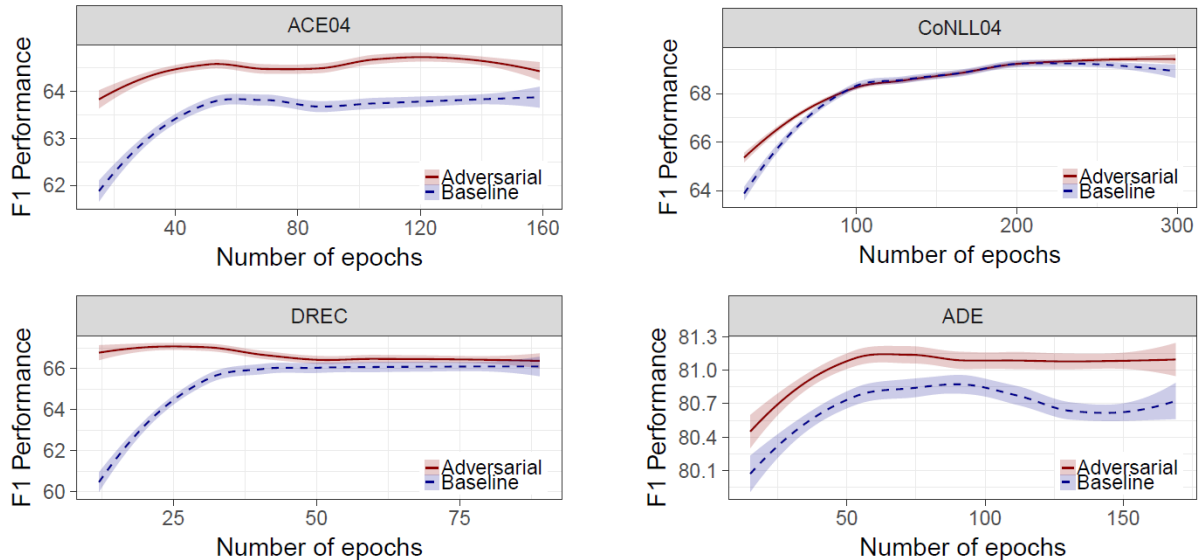 ACE04
F1 Performance
64
63
62
40
80
120
160
Number of epochs
Adversarial
Baseline
CoNLL04
F1 Performance
68
66
64
100
200
300
Number of epochs
Adversarial
Baseline
DREC
F1 Performance
66
64
62
60
25
50
75
Number of epochs
Adversarial
Baseline
ADE
F1 Performance
81.3
81.0
80.7
80.4
80.1
50
100
150
Number of epochs
Adversarial
Baseline